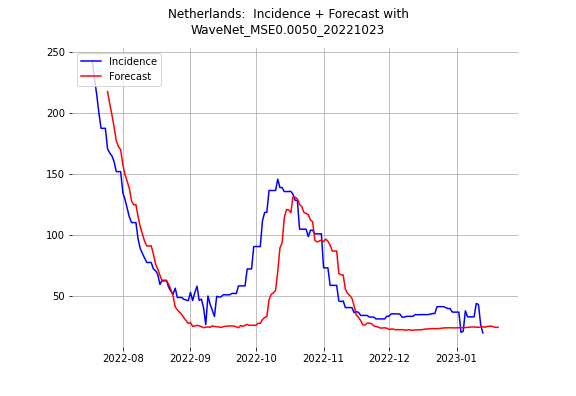 Netherlands:  Incidence + Forecast with
WaveNet_MSE0.0050_20221023
Incidence
Forecast
250
200
150
100
50
2022-08 2022-09 2022-10 2022-11 2022-12 2023-01